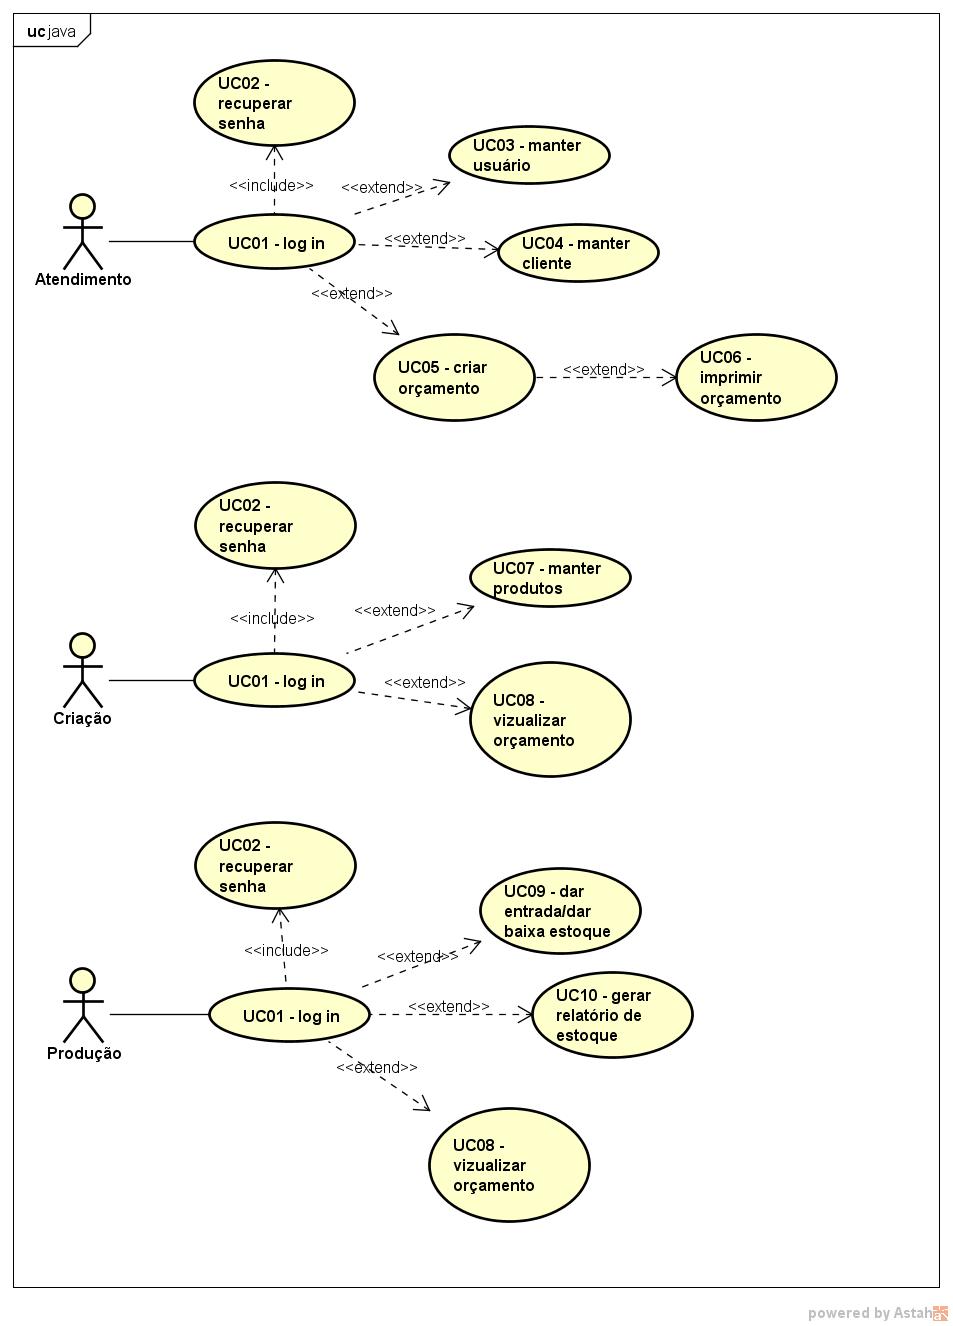 uc java
UC02 -
recuperar
senha
UC03 - manter
usuário
<<include>>
<<extend>>
UC01 - log in
<<extend>>
UC04 - manter
cliente
Atendimento
<<extend>>
UC05 - criar
orçamento
<<extend>>
UC06 -
imprimir
orçamento
UC02 -
recuperar
senha
UC07 - manter
produtos
<<include>>
<<extend>>
UC01 - log in
<<extend>>
UC08 -
vizualizar
orçamento
Criação
UC02 -
recuperar
senha
UC09 - dar
entrada/dar
baixa estoque
<<include>>
<<extend>>
UC01 - log in
<<extend>>
UC10 - gerar
relatório de
estoque
Produção
<<extend>>
UC08 -
vizualizar
orçamento
powered by Astah